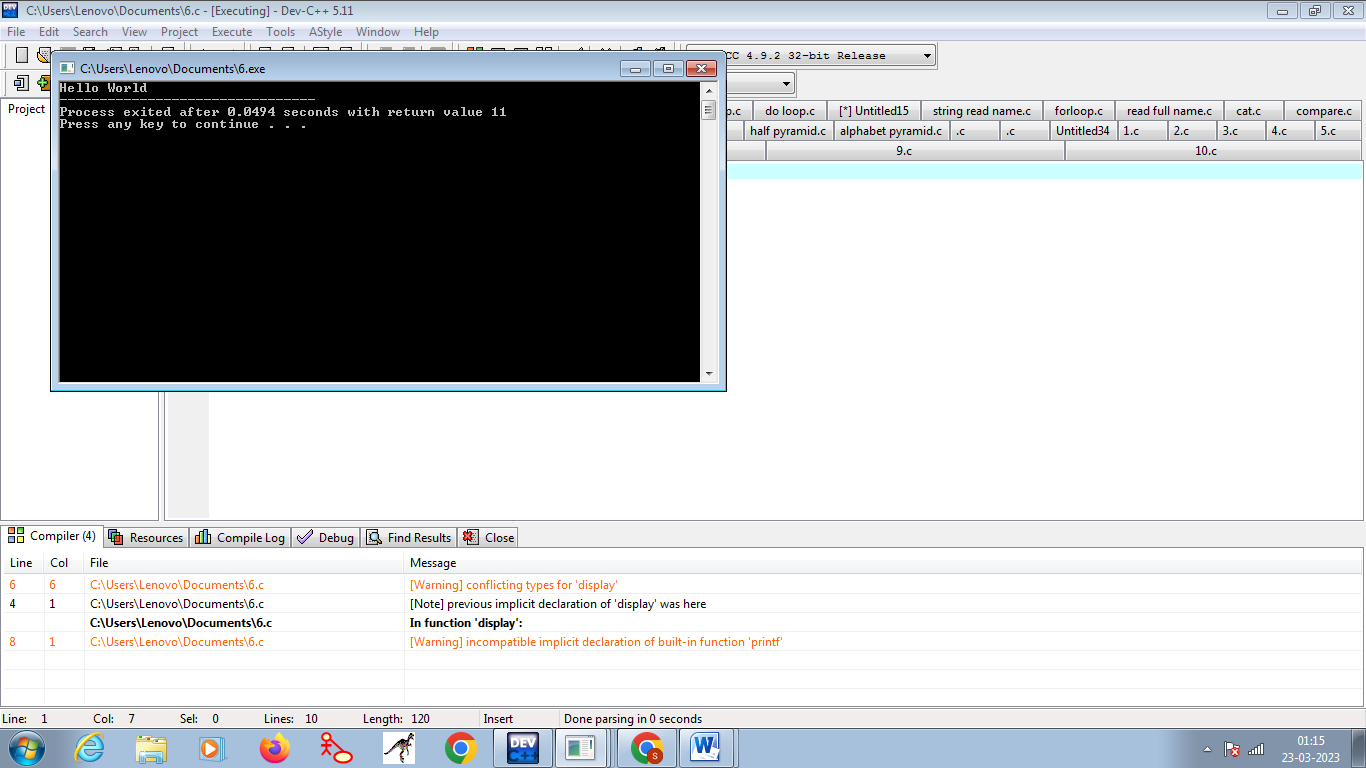 C:\Users\Lenovo\Documents\6.c - [Executing] - Dev-C++ 5.11
File Edit Search View Project Execute Tools AStyle Window Help
CC 4.9.2 32-bit Release
C:\Users\Lenovo\Documents\6.exe
Hello World
--------------------------------
Process exited after 0.0494 seconds with return value 11
Press any key to continue . . .
Project
p.c do loop.c [*] Untitled15 string read name.c forloop.c read full name.c cat.c compare.c
half pyramid.c alphabet pyramid.c .c .c Untitled34 1.c 2.c 3.c 4.c 5.c
9.c 10.c
Compiler (4) Resources Compile Log Debug Find Results Close
Line Col File Message
6 6 C:\Users\Lenovo\Documents\6.c [Warning] conflicting types for 'display'
4 1 C:\Users\Lenovo\Documents\6.c [Note] previous implicit declaration of 'display' was here
C:\Users\Lenovo\Documents\6.c In function 'display':
8 1 C:\Users\Lenovo\Documents\6.c [Warning] incompatible implicit declaration of built-in function 'printf'
Line: 1 Col: 7 Sel: 0 Lines: 10 Length: 120 Insert Done parsing in 0 seconds
DEV C++
S
W
01:15
23-03-2023